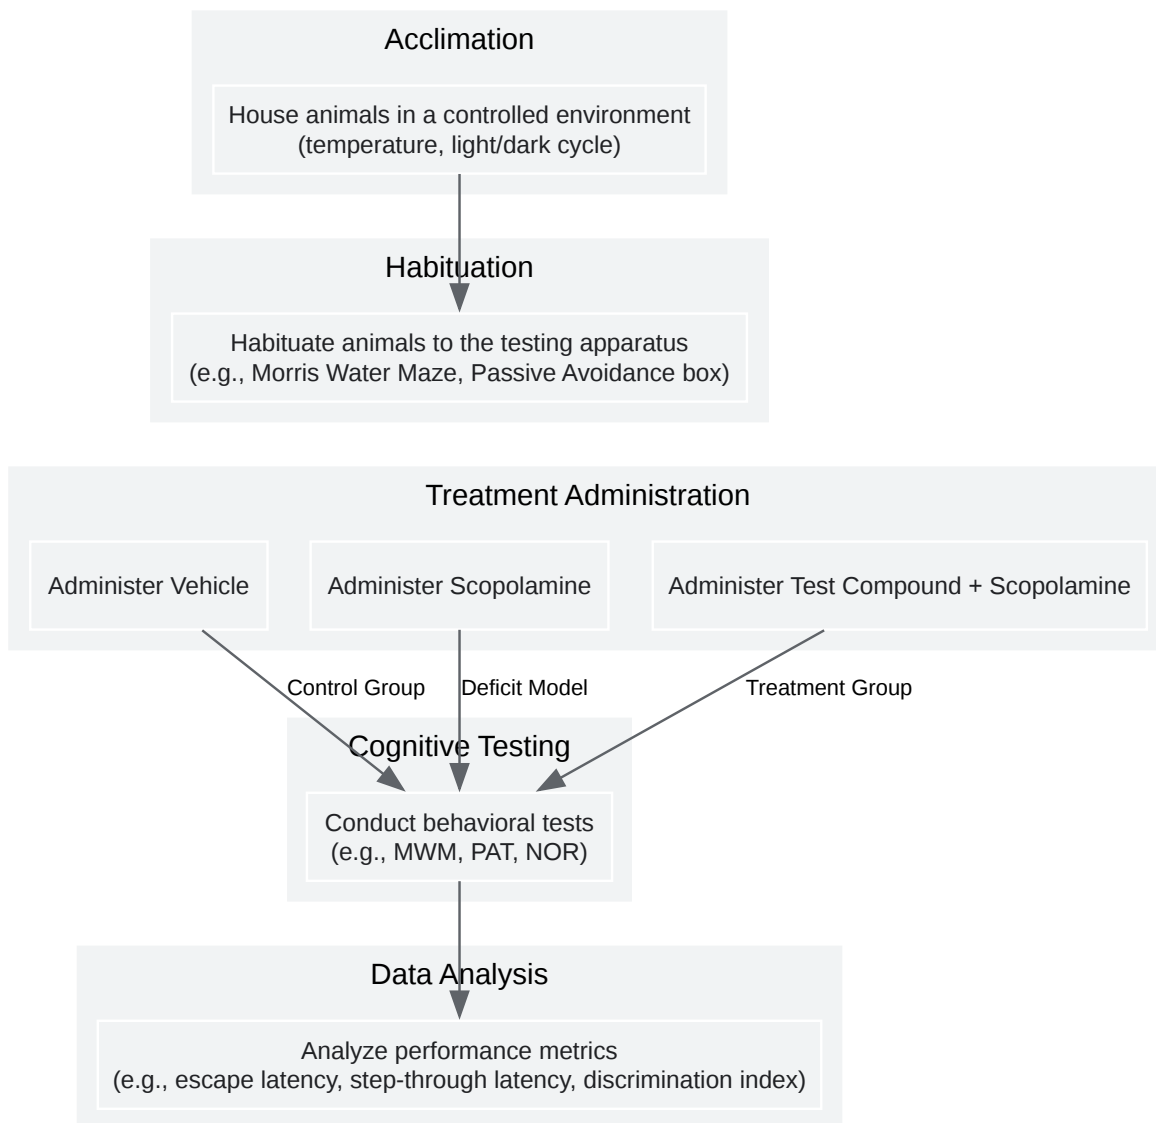 Acclimation
House animals in a controlled environment
(temperature, light/dark cycle)
Habituation
Habituate animals to the testing apparatus
(e.g., Morris Water Maze, Passive Avoidance box)
Treatment Administration
Administer Vehicle
Administer Scopolamine
Administer Test Compound + Scopolamine
Control Group
Deficit Model
Treatment Group
Cognitive Testing
Conduct behavioral tests
(e.g., MWM, PAT, NOR)
Data Analysis
Analyze performance metrics
(e.g., escape latency, step-through latency, discrimination index)